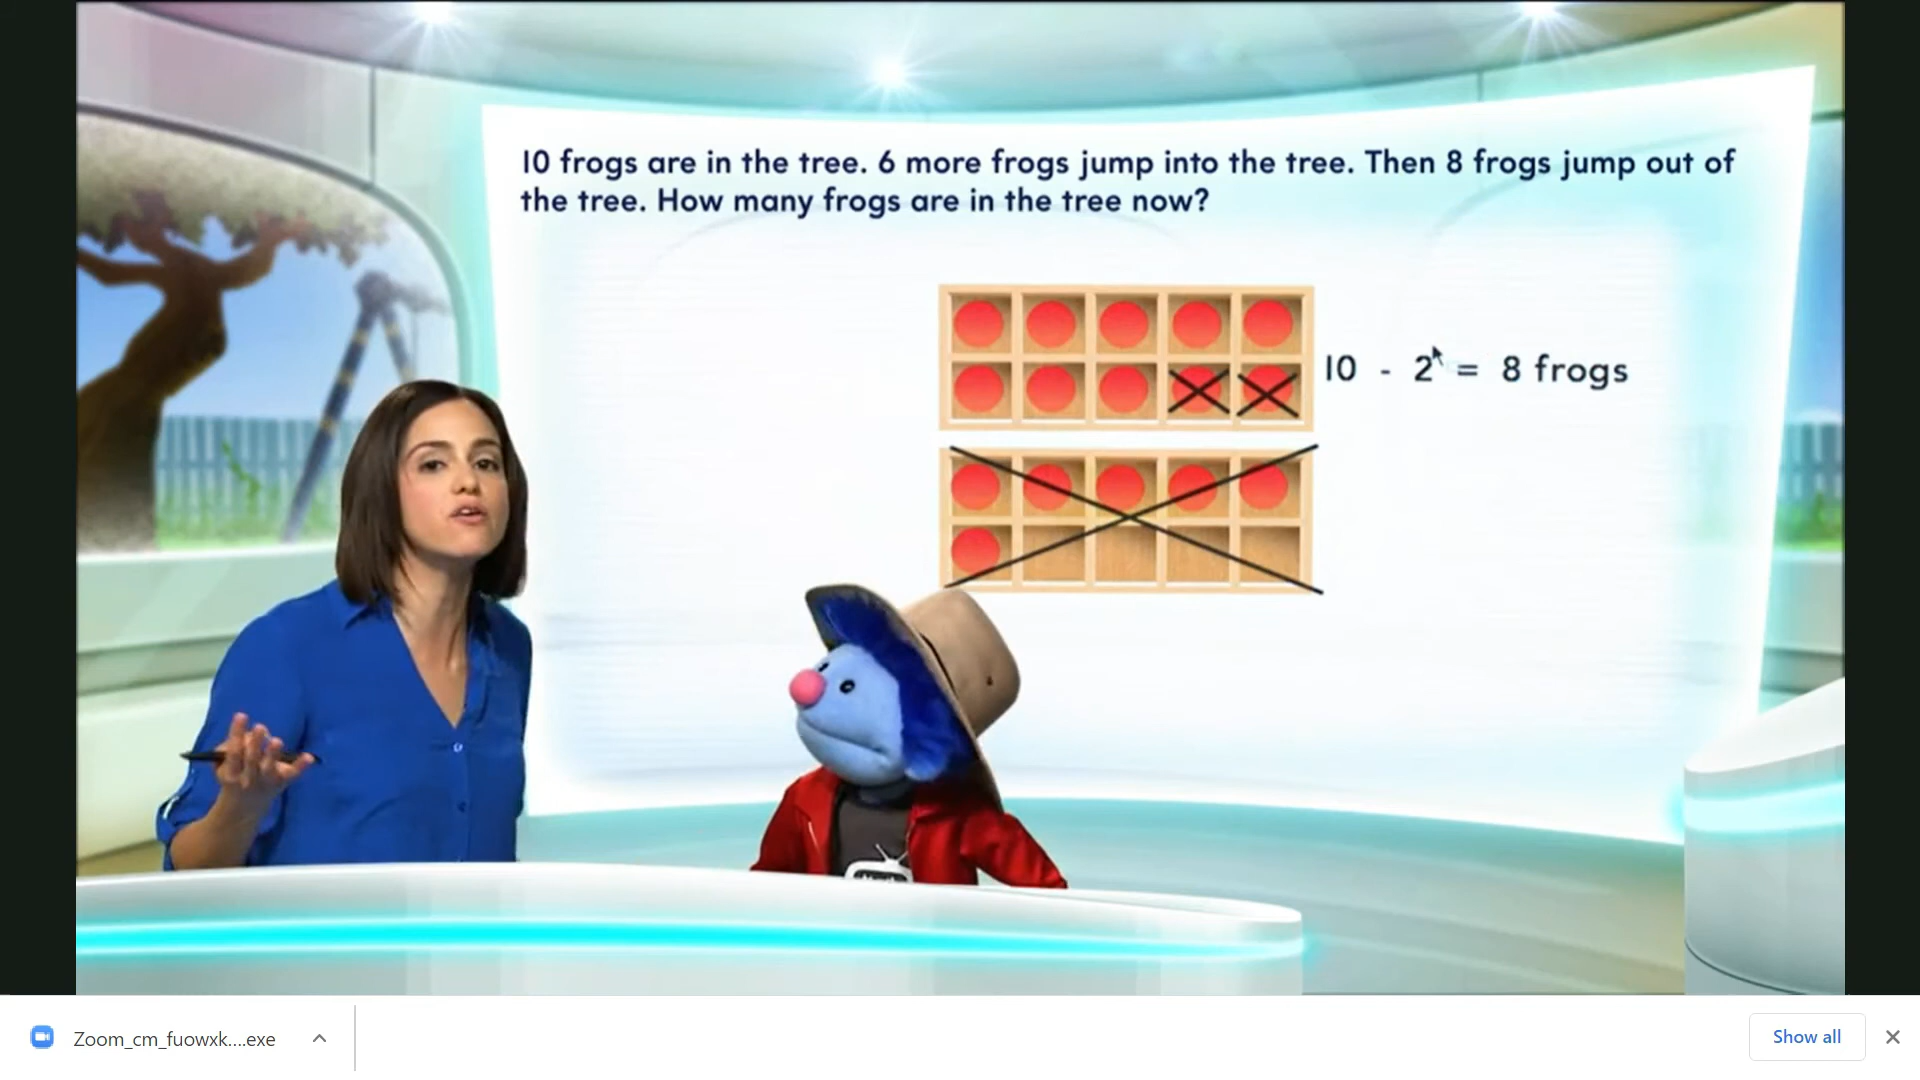 10 frogs are in the tree. 6 more frogs jump into the tree. Then 8 frogs jump out of
the tree. How many frogs are in the tree now?
10 - 2 = 8 frogs
Zoom_cm_fuowxk....exe
Show all